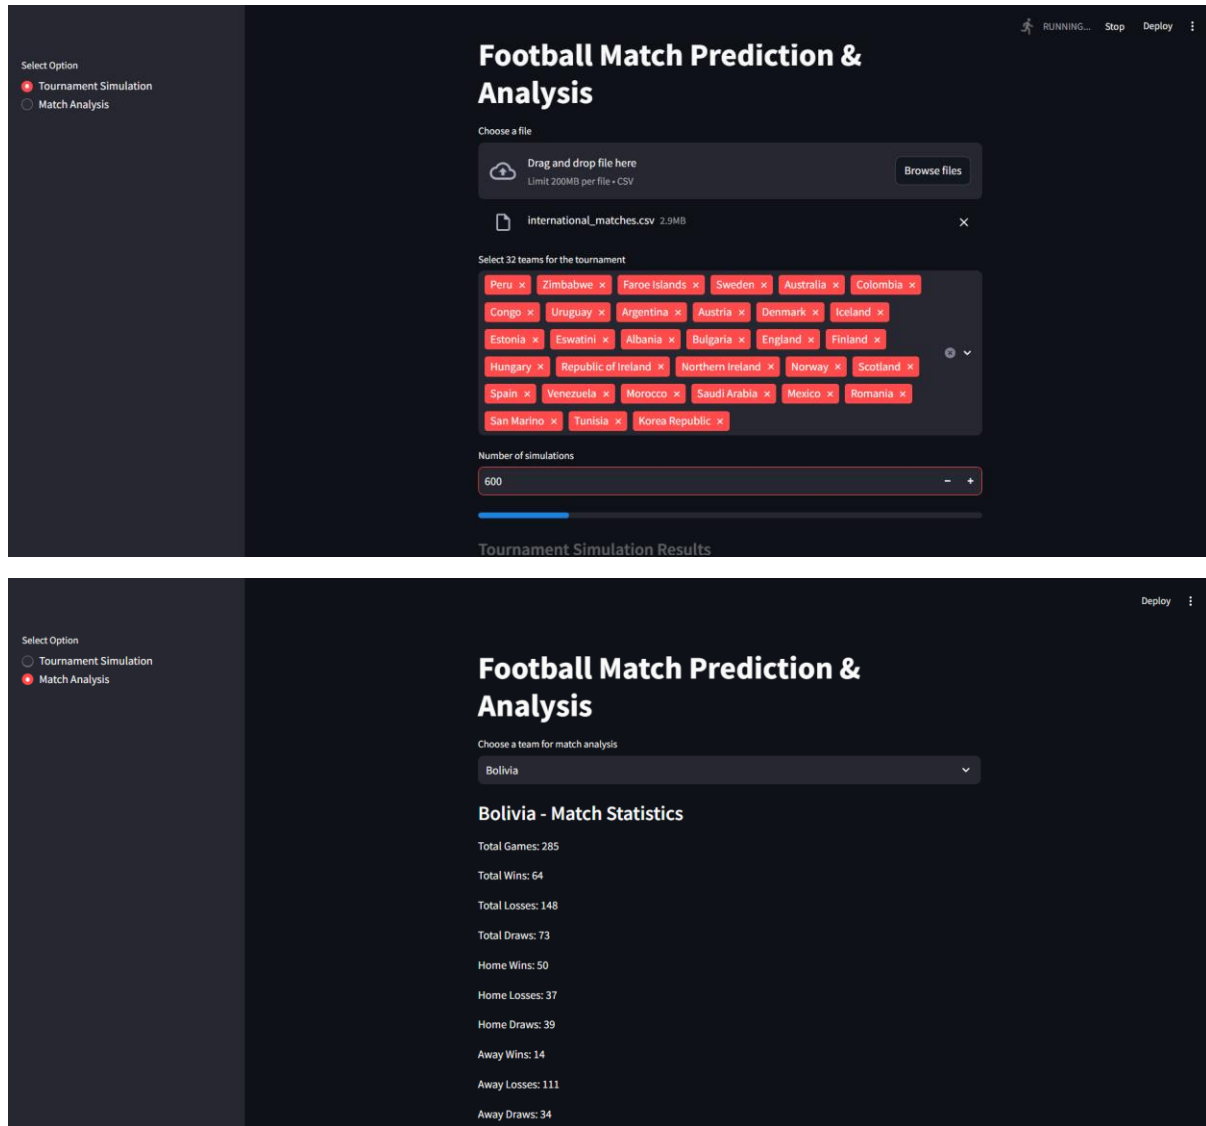 RUNNING... Stop Deploy
Select Option
Tournament Simulation
Match Analysis
Football Match Prediction &
Analysis
Choose a file
Drag and drop file here
Limit 200MB per file • CSV
Browse files
international_matches.csv 2.9MB
Select 32 teams for the tournament
Peru × Zimbabwe × Faroe Islands × Sweden × Australia × Colombia ×
Congo × Uruguay × Argentina × Austria × Denmark × Iceland ×
Estonia × Eswatini × Albania × Bulgaria × England × Finland ×
Hungary × Republic of Ireland × Northern Ireland × Norway × Scotland ×
Spain × Venezuela × Morocco × Saudi Arabia × Mexico × Romania ×
San Marino × Tunisia × Korea Republic ×
Number of simulations
600
Tournament Simulation Results
Deploy
Select Option
Tournament Simulation
Match Analysis
Football Match Prediction &
Analysis
Choose a team for match analysis
Bolivia
Bolivia - Match Statistics
Total Games: 285
Total Wins: 64
Total Losses: 148
Total Draws: 73
Home Wins: 50
Home Losses: 37
Home Draws: 39
Away Wins: 14
Away Losses: 111
Away Draws: 34